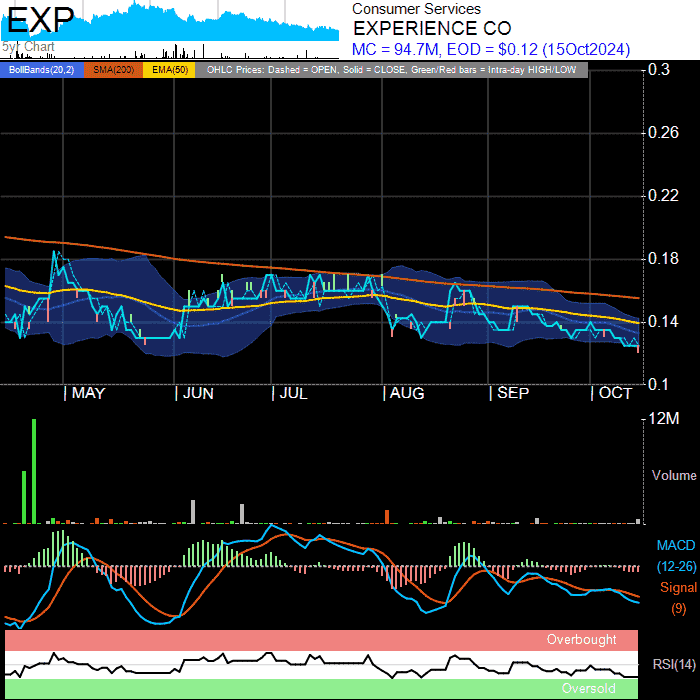 EXP
5yr Chart
Consumer Services
EXPERIENCE CO
MC = 94.7M, EOD = $0.12 (15Oct2024)
BollBands(20,2) SMA(200) EMA(50) OHLC Prices: Dashed = OPEN, Solid = CLOSE, Green/Red bars = Intra-day HIGH/LOW
0.3
0.26
0.22
0.18
0.14
0.1
MAY JUN JUL AUG SEP OCT
12M
Volume
MACD
(12-26)
Signal
(9)
Overbought
RSI(14)
Oversold